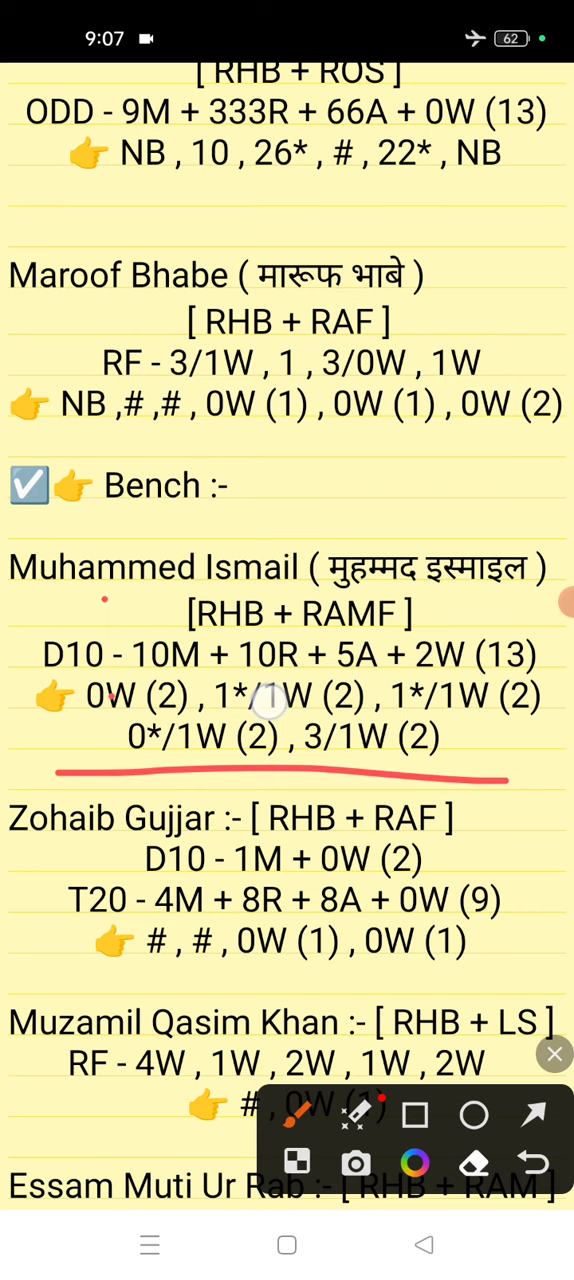 9:07
62
[ RHB + ROS ]
ODD - 9M + 333R + 66A + 0W (13)
👉 NB , 10 , 26* , # , 22* , NB
Maroof Bhabe ( मारूफ भाबे )
[ RHB + RAF ]
RF - 3/1W , 1 , 3/0W , 1W
👉 NB ,# ,# , 0W (1) , 0W (1) , 0W (2)
☑️👉 Bench :-
Muhammed Ismail ( मुहम्मद इस्माइल )
[RHB + RAMF ]
D10 - 10M + 10R + 5A + 2W (13)
👉 0W (2) , 1*/1W (2) , 1*/1W (2)
0*/1W (2) , 3/1W (2)
Zohaib Gujjar :- [ RHB + RAF ]
D10 - 1M + 0W (2)
T20 - 4M + 8R + 8A + 0W (9)
👉 # , # , 0W (1) , 0W (1)
Muzamil Qasim Khan :- [ RHB + LS ]
RF - 4W , 1W , 2W , 1W , 2W
👉 # , 0W (1)
Essam Muti Ur Rab :- [ RHB + RAM ]